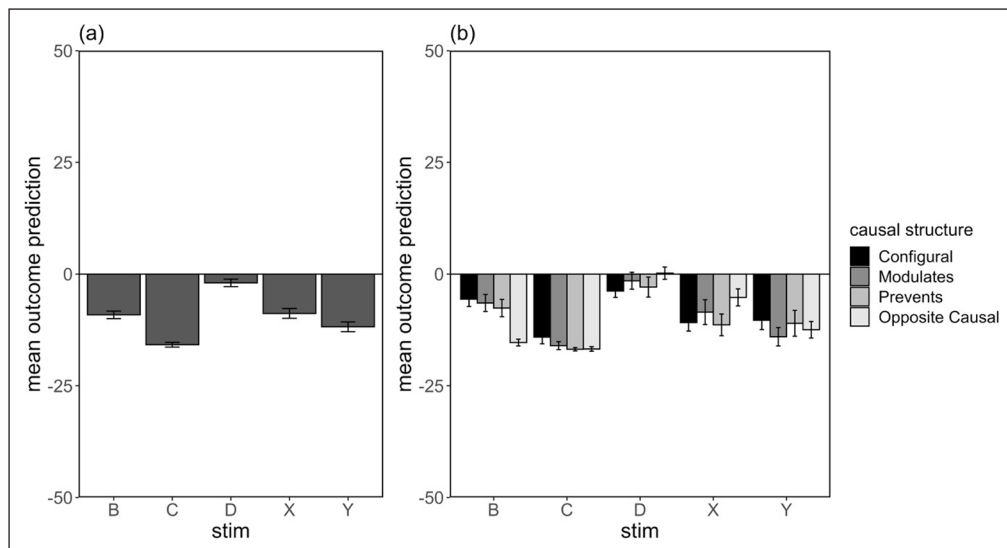 (a)
50
25
0
-25
-50
mean outcome prediction
B C D X Y
stim
(b)
50
25
0
-25
-50
mean outcome prediction
B C D X Y
stim
causal structure
Configural
Modulates
Prevents
Opposite Causal